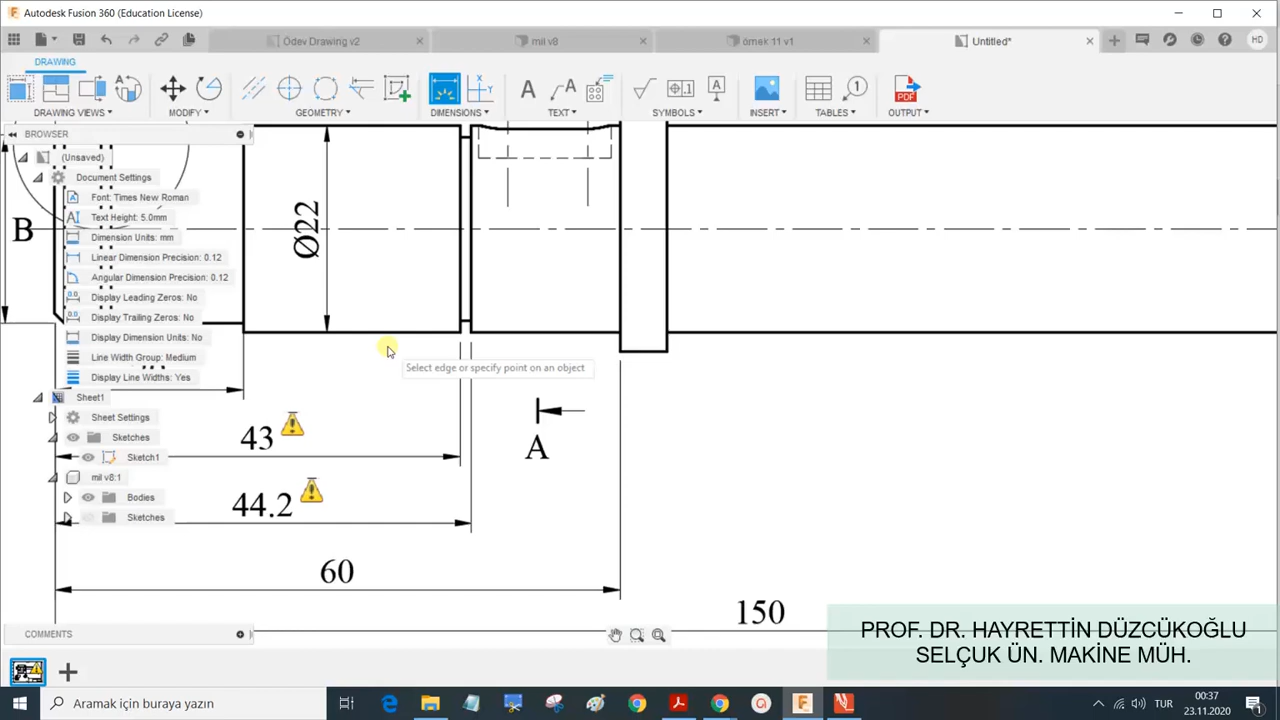 Autodesk Fusion 360 (Education License)
Ödev Drawing v2
mil v8
örnek 11 v1
Untitled*
HD
DRAWING
DRAWING VIEWS
MODIFY
GEOMETRY
DIMENSIONS
TEXT
SYMBOLS
INSERT
TABLES
OUTPUT
PDF
BROWSER
(Unsaved)
Document Settings
Font: Times New Roman
Text Height: 5.0mm
Dimension Units: mm
Linear Dimension Precision: 0.12
Angular Dimension Precision: 0.12
Display Leading Zeros: No
Display Trailing Zeros: No
Display Dimension Units: No
Line Width Group: Medium
Display Line Widths: Yes
Sheet1
Sheet Settings
Sketches
Sketch1
mil v8:1
Bodies
Sketches
B
Ø22
Select edge or specify point on an object
43
A
44.2
60
150
COMMENTS
PROF. DR. HAYRETTİN DÜZCÜKOĞLU
SELÇUK ÜN. MAKİNE MÜH.
Aramak için buraya yazın
TUR
00:37
23.11.2020